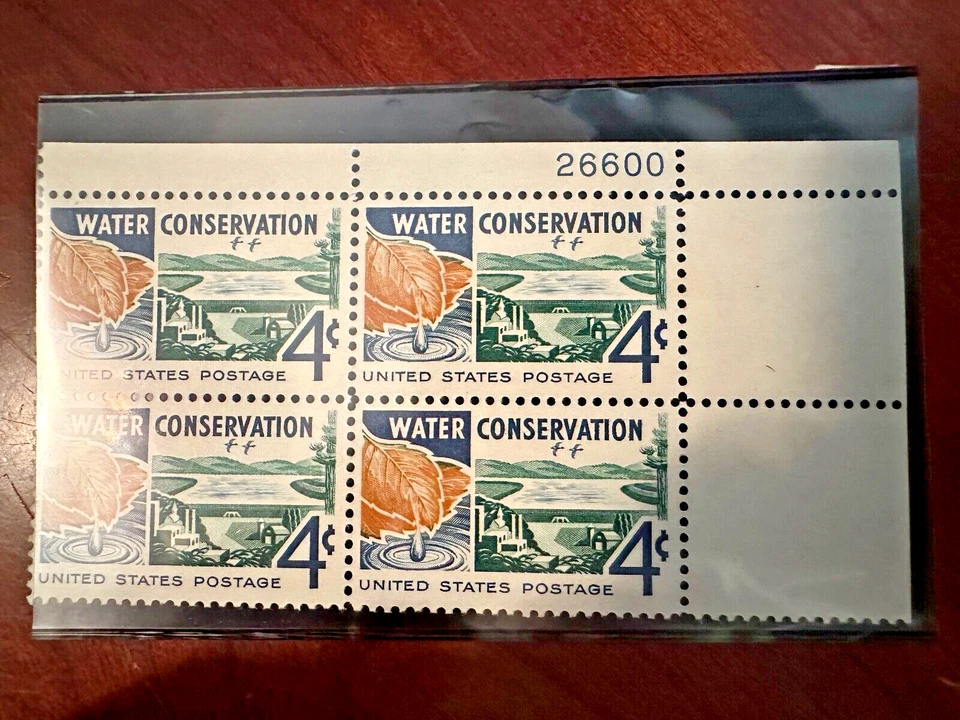 26600
WATER CONSERVATION
WATER CONSERVATION
4¢
4¢
UNITED STATES POSTAGE
UNITED STATES POSTAGE
WATER CONSERVATION
WATER CONSERVATION
4¢
4¢
UNITED STATES POSTAGE
UNITED STATES POSTAGE